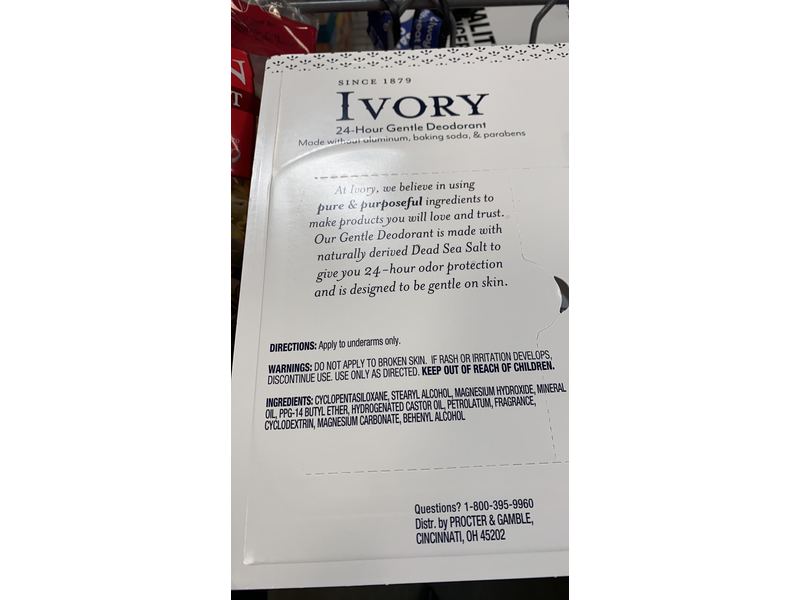 SINCE 1879
IVORY
24-Hour Gentle Deodorant
Made without aluminum, baking soda, & parabens
At Ivory, we believe in using
pure & purposeful ingredients to
make products you will love and trust.
Our Gentle Deodorant is made with
naturally derived Dead Sea Salt to
give you 24-hour odor protection
and is designed to be gentle on skin.
DIRECTIONS: Apply to underarms only.
WARNINGS: DO NOT APPLY TO BROKEN SKIN. IF RASH OR IRRITATION DEVELOPS,
DISCONTINUE USE. USE ONLY AS DIRECTED. KEEP OUT OF REACH OF CHILDREN.
INGREDIENTS: CYCLOPENTASILOXANE, STEARYL ALCOHOL, MAGNESIUM HYDROXIDE, MINERAL
OIL, PPG-14 BUTYL ETHER, HYDROGENATED CASTOR OIL, PETROLATUM, FRAGRANCE,
CYCLODEXTRIN, MAGNESIUM CARBONATE, BEHENYL ALCOHOL
Questions? 1-800-395-9960
Distr. by PROCTER & GAMBLE,
CINCINNATI, OH 45202